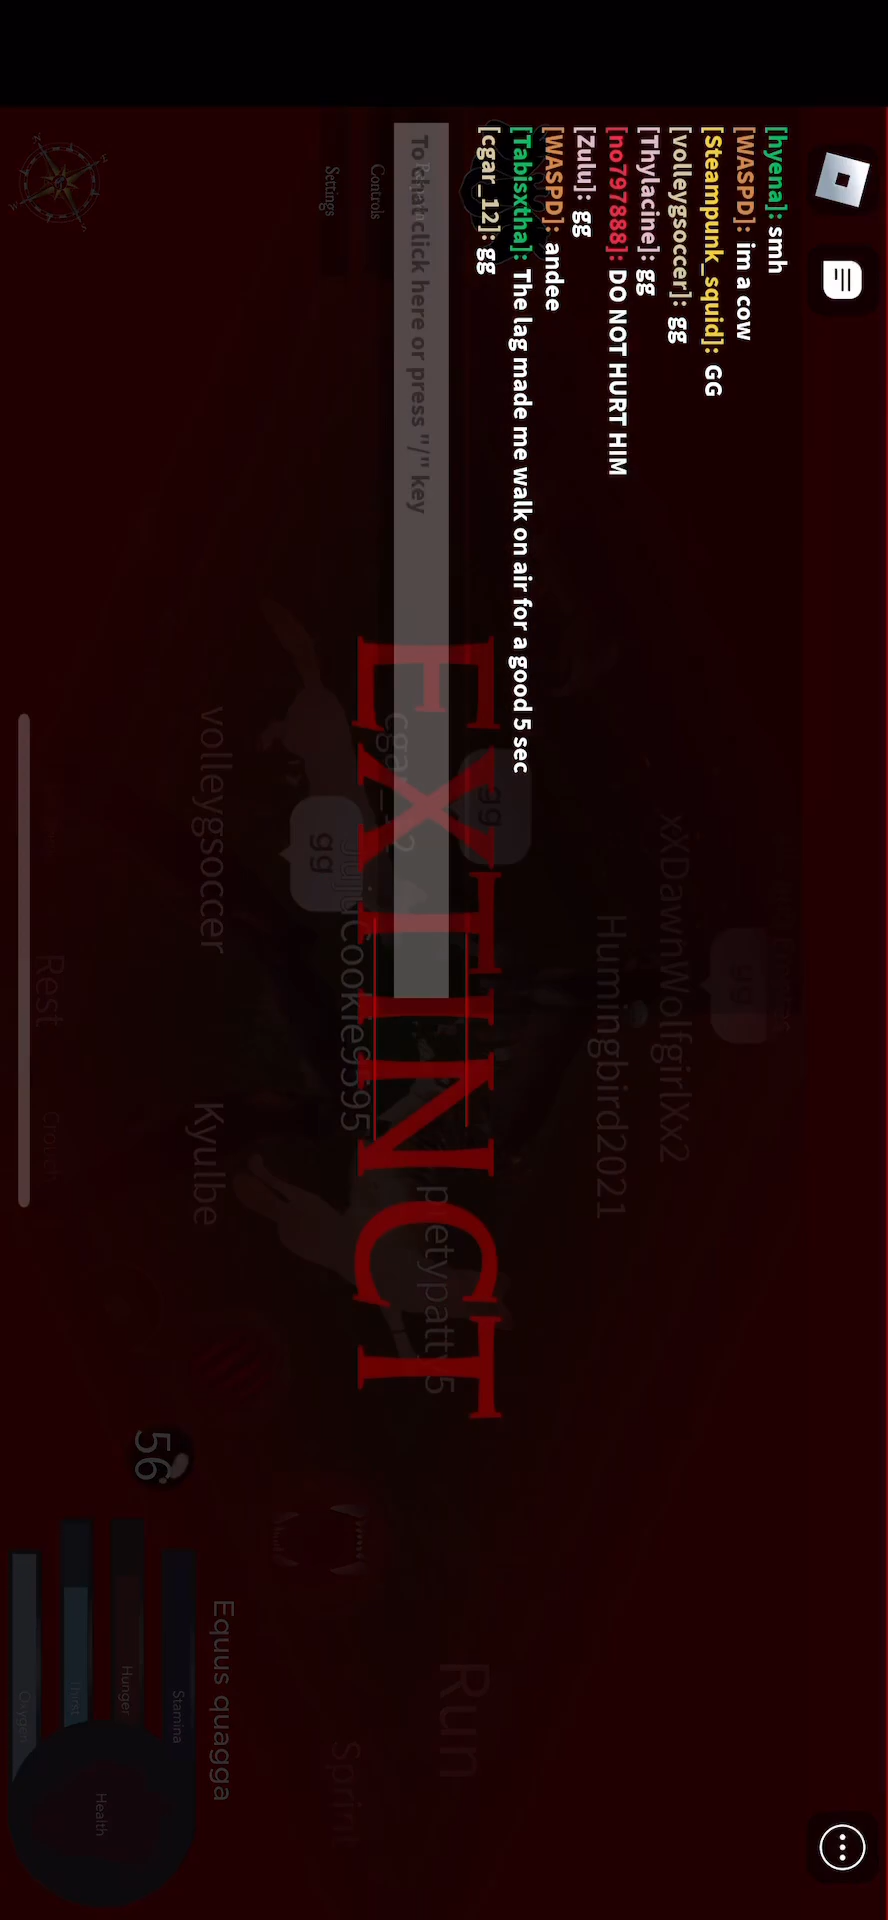 [hyena]: smh
[WASPD]: im a cow
[Steampunk_squid]: GG
[volleygsoccer]: gg
[Thylacine]: gg
[no797888]: DO NOT HURT HIM
[Zulu]: gg
[WASPD]: andee
[Tabisxtha]: The lag made me walk on air for a good 5 sec
[cgar_12]: gg
To chat click here or press "/" key
Controls
Settings
EXTINCT
gg
gg
gg
xXDawnWolfgirlXx2
Humingbird2021
cgar_12
volleygsoccer
Kyulbe
pretypatty5
Rest
Crouch
Run
Sprint
56
Equus quagga
Stamina
Hunger
Thirst
Oxygen
Health